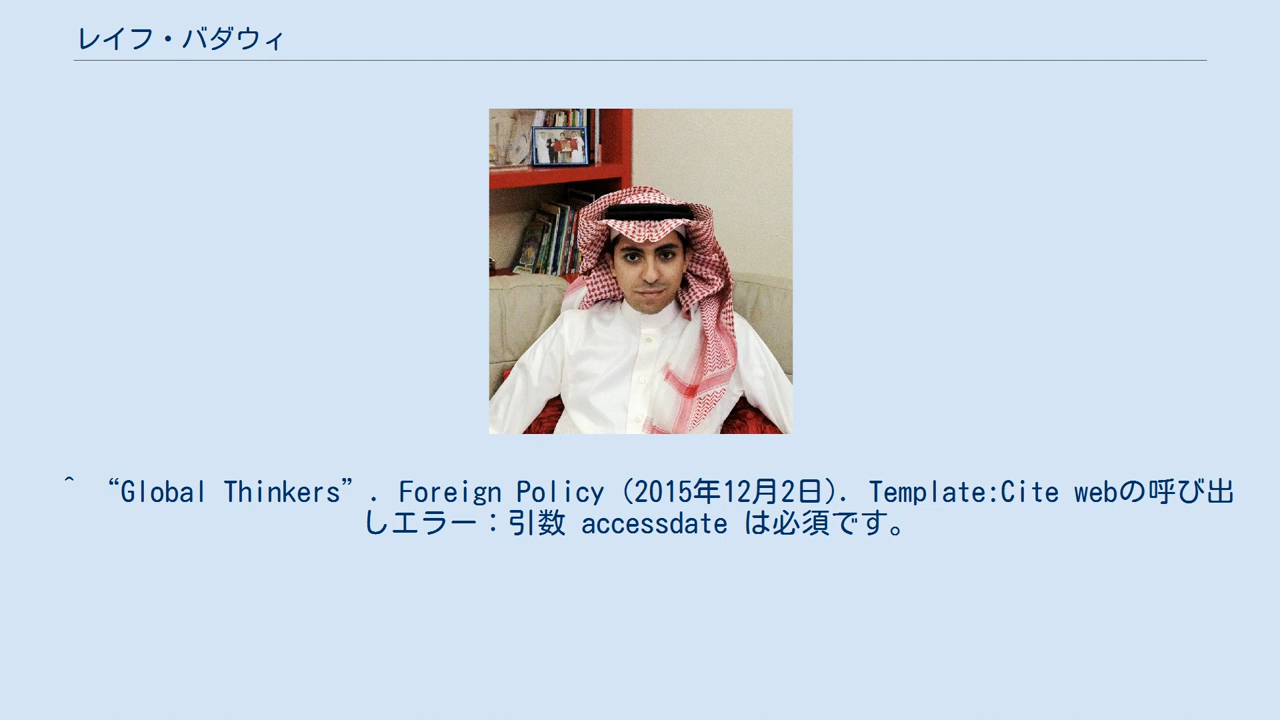 レイフ・バダウィ
^ “Global Thinkers”. Foreign Policy (2015年12月2日). Template:Cite webの呼び出
しエラー：引数 accessdate は必須です。